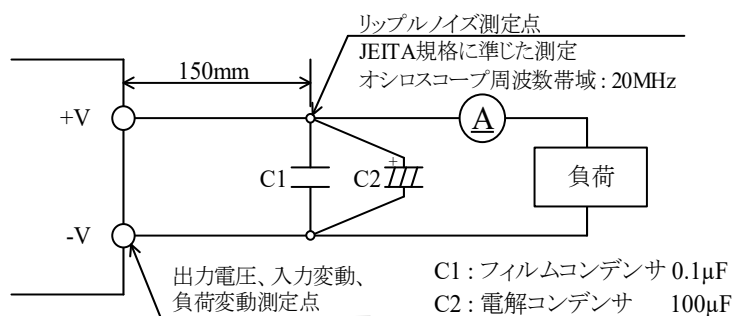 リップルノイズ測定点
JEITA規格に準じた測定
オシロスコープ周波数帯域：20MHz
150mm
+V
A
C1
+
C2
負荷
-V
出力電圧、入力変動、
負荷変動測定点
C1：フィルムコンデンサ 0.1µF
C2：電解コンデンサ 100µF